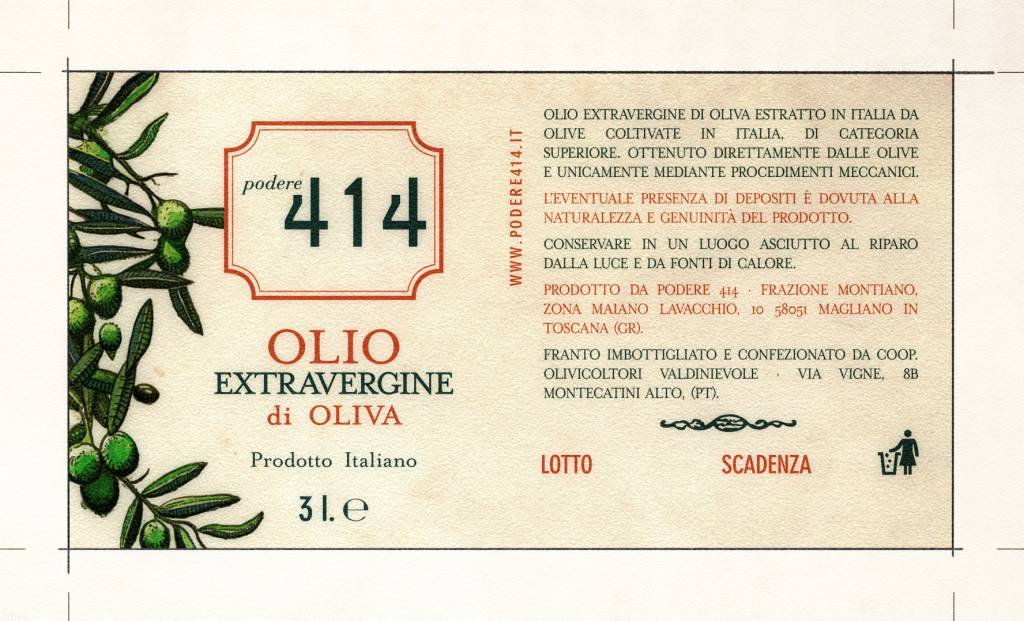 podere
414
OLIO
EXTRAVERGINE
di OLIVA
Prodotto Italiano
3 l. ℮
WWW.PODERE414.IT
OLIO EXTRAVERGINE DI OLIVA ESTRATTO IN ITALIA DA
OLIVE COLTIVATE IN ITALIA, DI CATEGORIA
SUPERIORE. OTTENUTO DIRETTAMENTE DALLE OLIVE
E UNICAMENTE MEDIANTE PROCEDIMENTI MECCANICI.
L'EVENTUALE PRESENZA DI DEPOSITI È DOVUTA ALLA
NATURALEZZA E GENUINITÀ DEL PRODOTTO.
CONSERVARE IN UN LUOGO ASCIUTTO AL RIPARO
DALLA LUCE E DA FONTI DI CALORE.
PRODOTTO DA PODERE 414 · FRAZIONE MONTIANO,
ZONA MAIANO LAVACCHIO, 10 58051 MAGLIANO IN
TOSCANA (GR).
FRANTO IMBOTTIGLIATO E CONFEZIONATO DA COOP.
OLIVICOLTORI VALDINIEVOLE · VIA VIGNE, 8B
MONTECATINI ALTO, (PT).
LOTTO
SCADENZA